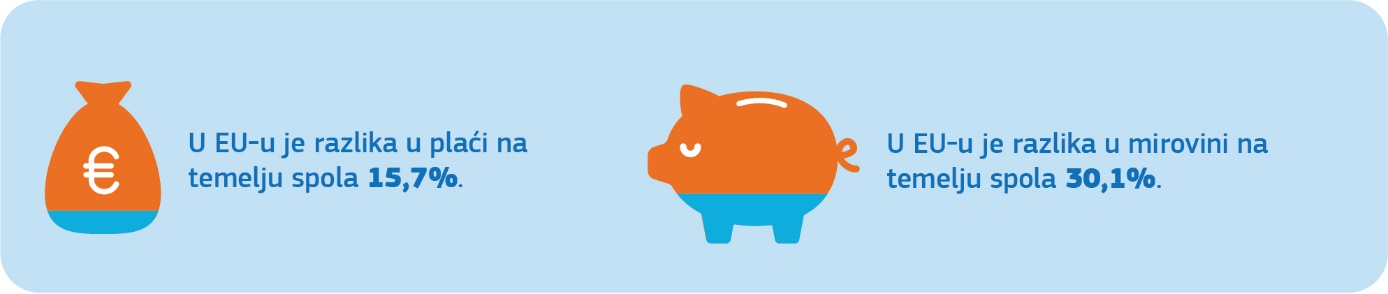 €
U EU-u je razlika u plaći na
temelju spola 15,7%.
U EU-u je razlika u mirovini na
temelju spola 30,1%.